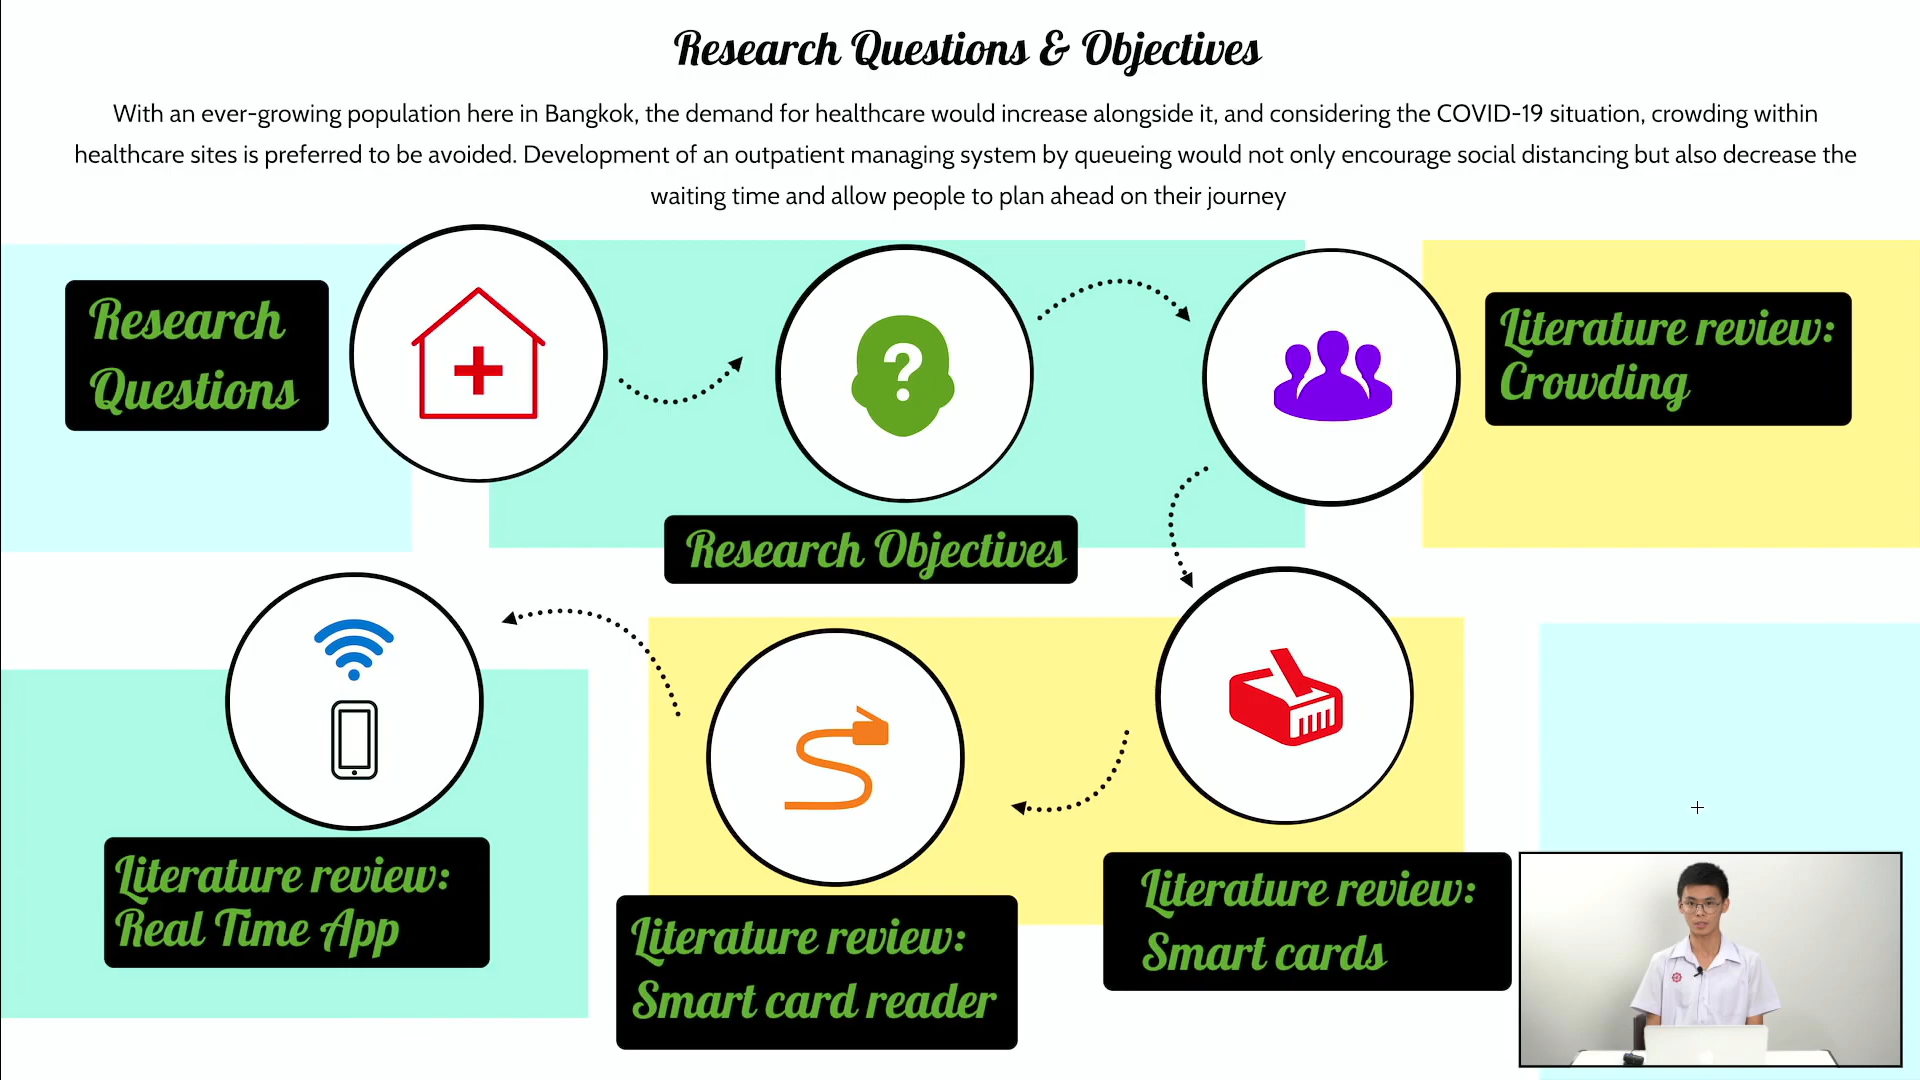 Research Questions & Objectives
With an ever-growing population here in Bangkok, the demand for healthcare would increase alongside it, and considering the COVID-19 situation, crowding within
healthcare sites is preferred to be avoided. Development of an outpatient managing system by queueing would not only encourage social distancing but also decrease the
waiting time and allow people to plan ahead on their journey
Research
Questions
?
Research Objectives
Literature review:
Crowding
Literature review:
Smart cards
Literature review:
Smart card reader
Literature review:
Real Time App